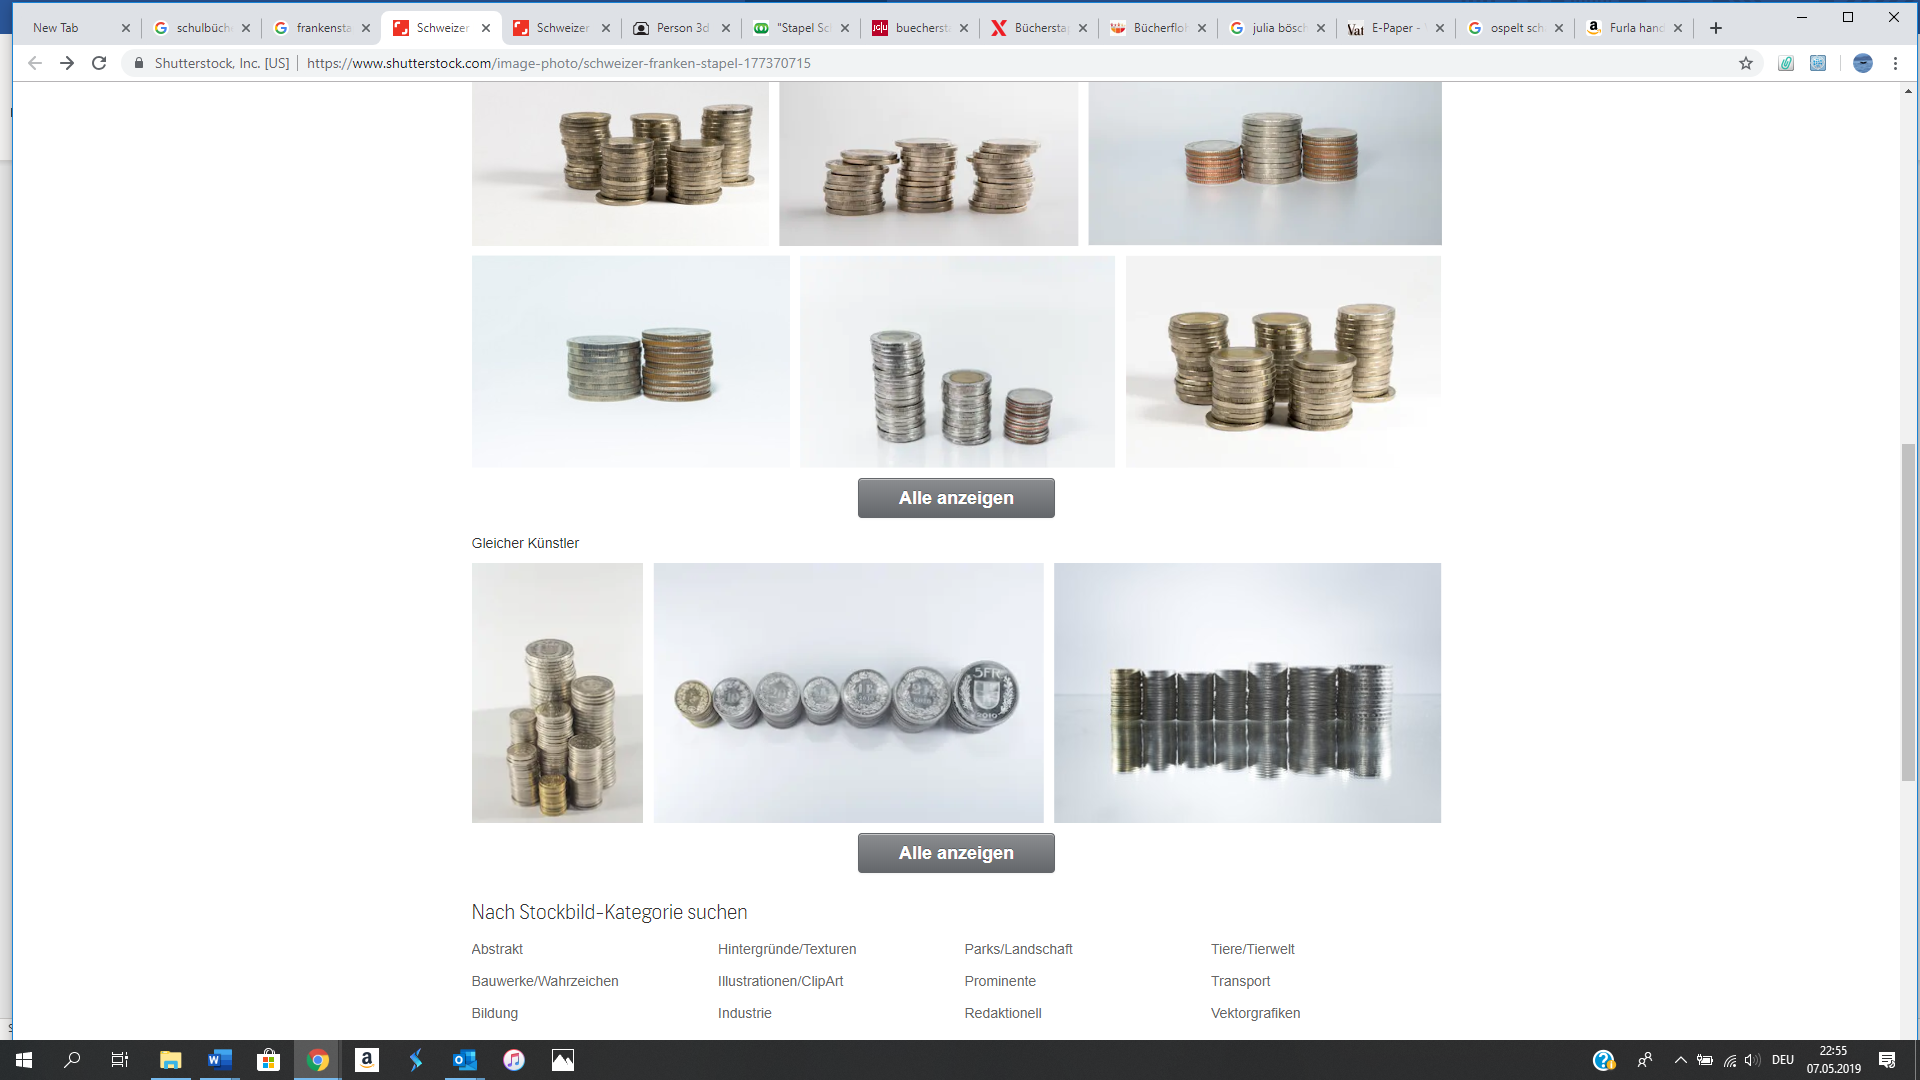 New Tab
schulbüch
frankensta
Schweizer
Schweizer
Person 3d
"Stapel Sc
buecherst
Bücherstap
Bücherfloh
julia bösch
E-Paper -
ospelt sch
Furla hand
Shutterstock, Inc. [US] | https://www.shutterstock.com/image-photo/schweizer-franken-stapel-177370715
Alle anzeigen
Gleicher Künstler
5FR
Alle anzeigen
Nach Stockbild-Kategorie suchen
Abstrakt
Hintergründe/Texturen
Parks/Landschaft
Tiere/Tierwelt
Bauwerke/Wahrzeichen
Illustrationen/ClipArt
Prominente
Transport
Bildung
Industrie
Redaktionell
Vektorgrafiken
DEU
22:55
07.05.2019